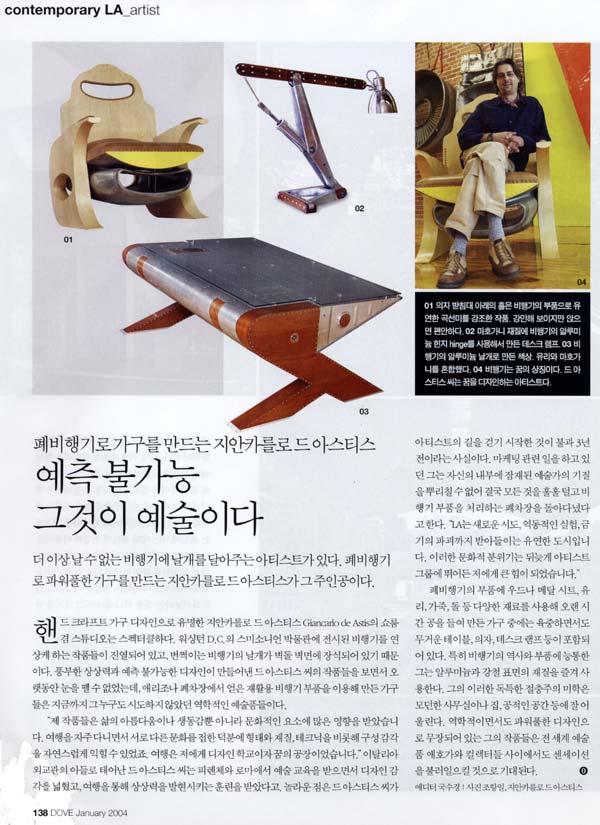 contemporary LA_artist
01
02
04
03
01 의자 받침대 아래의 홀은 비행기의 부품으로 유
연한 곡선미를 강조한 작품. 강인해 보이지만 앉으
면 편안하다. 02 마호가니 재질에 비행기의 알루미
늄 힌지 hinge를 사용해서 만든 데스크 램프. 03 비
행기의 알루미늄 날개로 만든 책상. 유리와 마호가
니를 혼합했다. 04 비행기는 꿈의 상징이다. 드 아
스티스 씨는 꿈을 디자인하는 아티스트다.
폐비행기로 가구를 만드는 지안카를로 드 아스티스
예측 불가능
그것이 예술이다
더 이상 날 수 없는 비행기에 날개를 달아주는 아티스트가 있다. 폐비행기
로 파워풀한 가구를 만드는 지안카를로 드 아스티스가 그 주인공이다.
핸드 크라프트 가구 디자인으로 유명한 지안카를로 드 아스티스 Giancarlo de Astis의 쇼룸
겸 스튜디오는 스펙터클하다. 워싱턴 D.C.의 스미소니언 박물관에 전시된 비행기를 연
상케 하는 작품들이 진열되어 있고, 번쩍이는 비행기의 날개가 벽돌 벽면에 장식되어 있기 때문
이다. 풍부한 상상력과 예측 불가능한 디자인이 만들어낸 드 아스티스 씨의 작품들을 보면서 오
랫동안 눈을 뗄 수 없었는데, 애리조나 폐차장에서 얻은 재활용 비행기 부품을 이용해 만든 가구
들은 지금까지 그 누구도 시도하지 않았던 역학적인 예술품들이다.
"제 작품들은 삶의 아름다움이나 생동감뿐 아니라 문화적인 요소에 많은 영향을 받았습니
다. 여행을 자주 다니면서 서로 다른 문화를 접한 덕분에 형태와 재질, 테크닉을 비롯해 구성 감각
을 자연스럽게 익힐 수 있었죠. 여행은 저에게 디자인 학교이자 꿈의 공장이었습니다." 이탈리아
외교관의 아들로 태어난 드 아스티스 씨는 피렌체와 로마에서 예술 교육을 받으면서 디자인 감
각을 넓혔고, 여행을 통해 상상력을 발현시키는 훈련을 받았다고. 놀라운 점은 드 아스티스 씨가
아티스트의 길을 걷기 시작한 것이 불과 3년
전이라는 사실이다. 마케팅 관련 일을 하고 있
던 그는 자신의 내부에 잠재된 예술가의 기질
을 뿌리칠 수 없어 결국 모든 것을 훌훌 털고 비
행기 부품을 처리하는 폐차장을 돌아다녔다
고 한다. "LA는 새로운 시도, 역동적인 실험, 금
기의 파괴까지 받아들이는 유연한 도시입니
다. 이러한 문화적 분위기는 뒤늦게 아티스트
그룹에 뛰어든 저에게 큰 힘이 되었습니다."
폐비행기의 부품에 우드나 메탈 시트, 유
리, 가죽, 돌 등 다양한 재료를 사용해 오랜 시
간 공을 들여 만든 가구 중에는 육중하면서도
무거운 테이블, 의자, 데스크 램프 등이 포함되
어 있다. 특히 비행기의 역사와 부품에 능통한
그는 알루미늄과 강철 표면의 재질을 즐겨 사
용한다. 그의 이러한 독특한 절충주의 미학은
모던한 사무실이나 집, 공적인 공간 등에 잘 어
울린다. 역학적이면서도 파워풀한 디자인으
로 무장되어 있는 그의 작품들은 전 세계 예술
품 애호가와 컬렉터들 사이에서도 센세이션
을 불러일으킬 것으로 기대된다. D
에디터 국수경 | 사진 조항일, 지안카를로 드 아스티스
138 DOVE January 2004